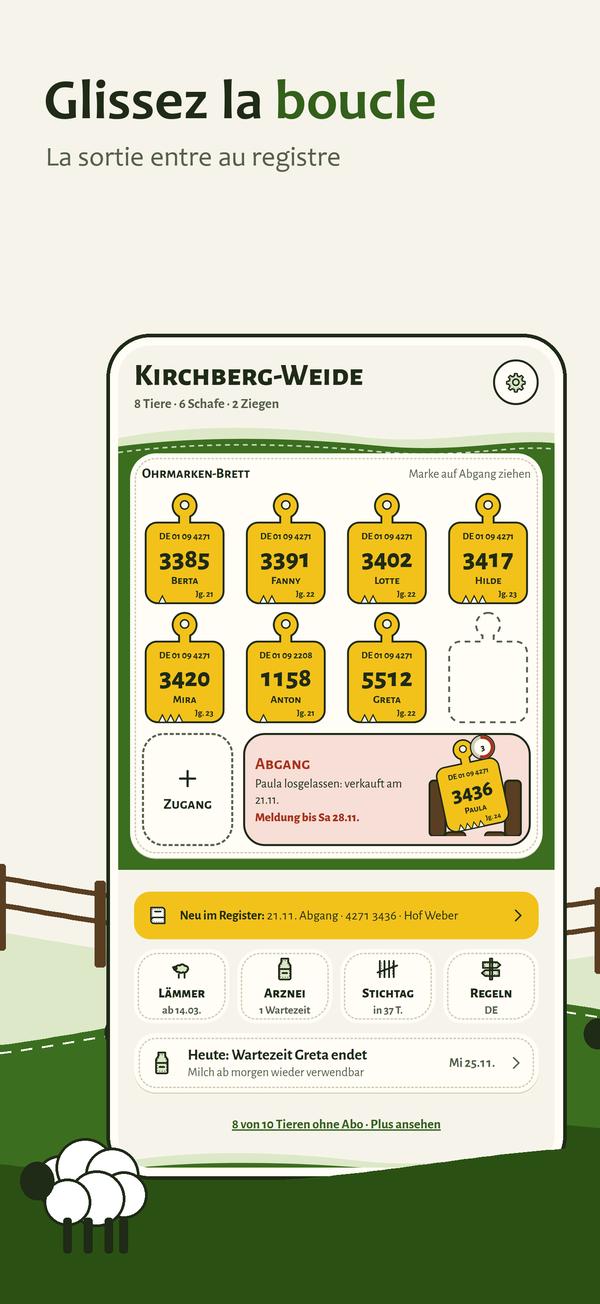 Glissez la boucle
La sortie entre au registre
Kirchberg-Weide
8 Tiere · 6 Schafe · 2 Ziegen
Ohrmarken-Brett
Marke auf Abgang ziehen
DE 01 09 4271
3385
Berta
Jg. 21
DE 01 09 4271
3391
Fanny
Jg. 22
DE 01 09 4271
3402
Lotte
Jg. 22
DE 01 09 4271
3417
Hilde
Jg. 23
DE 01 09 4271
3420
Mira
Jg. 23
DE 01 09 2208
1158
Anton
Jg. 21
DE 01 09 4271
5512
Greta
Jg. 22
+
Zugang
Abgang
Paula losgelassen: verkauft am
21.11.
Meldung bis Sa 28.11.
3
DE 01 09 4271
3436
Paula
Jg. 24
Neu im Register: 21.11. Abgang · 4271 3436 · Hof Weber
Lämmer
ab 14.03.
Arznei
1 Wartezeit
Stichtag
in 37 T.
Regeln
DE
Heute: Wartezeit Greta endet
Milch ab morgen wieder verwendbar
Mi 25.11.
8 von 10 Tieren ohne Abo · Plus ansehen